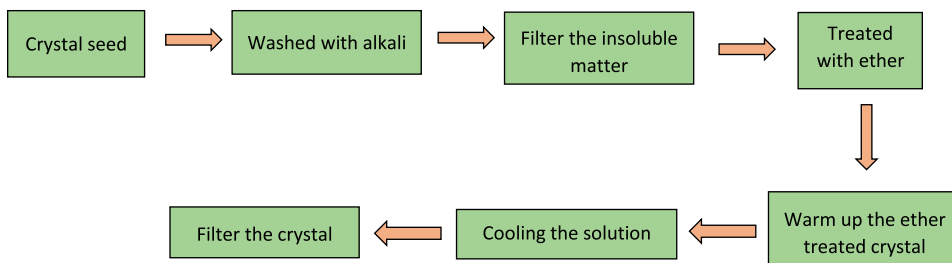 Crystal seed
Washed with alkali
Filter the insoluble
matter
Treated
with ether
Warm up the ether
treated crystal
Cooling the solution
Filter the crystal